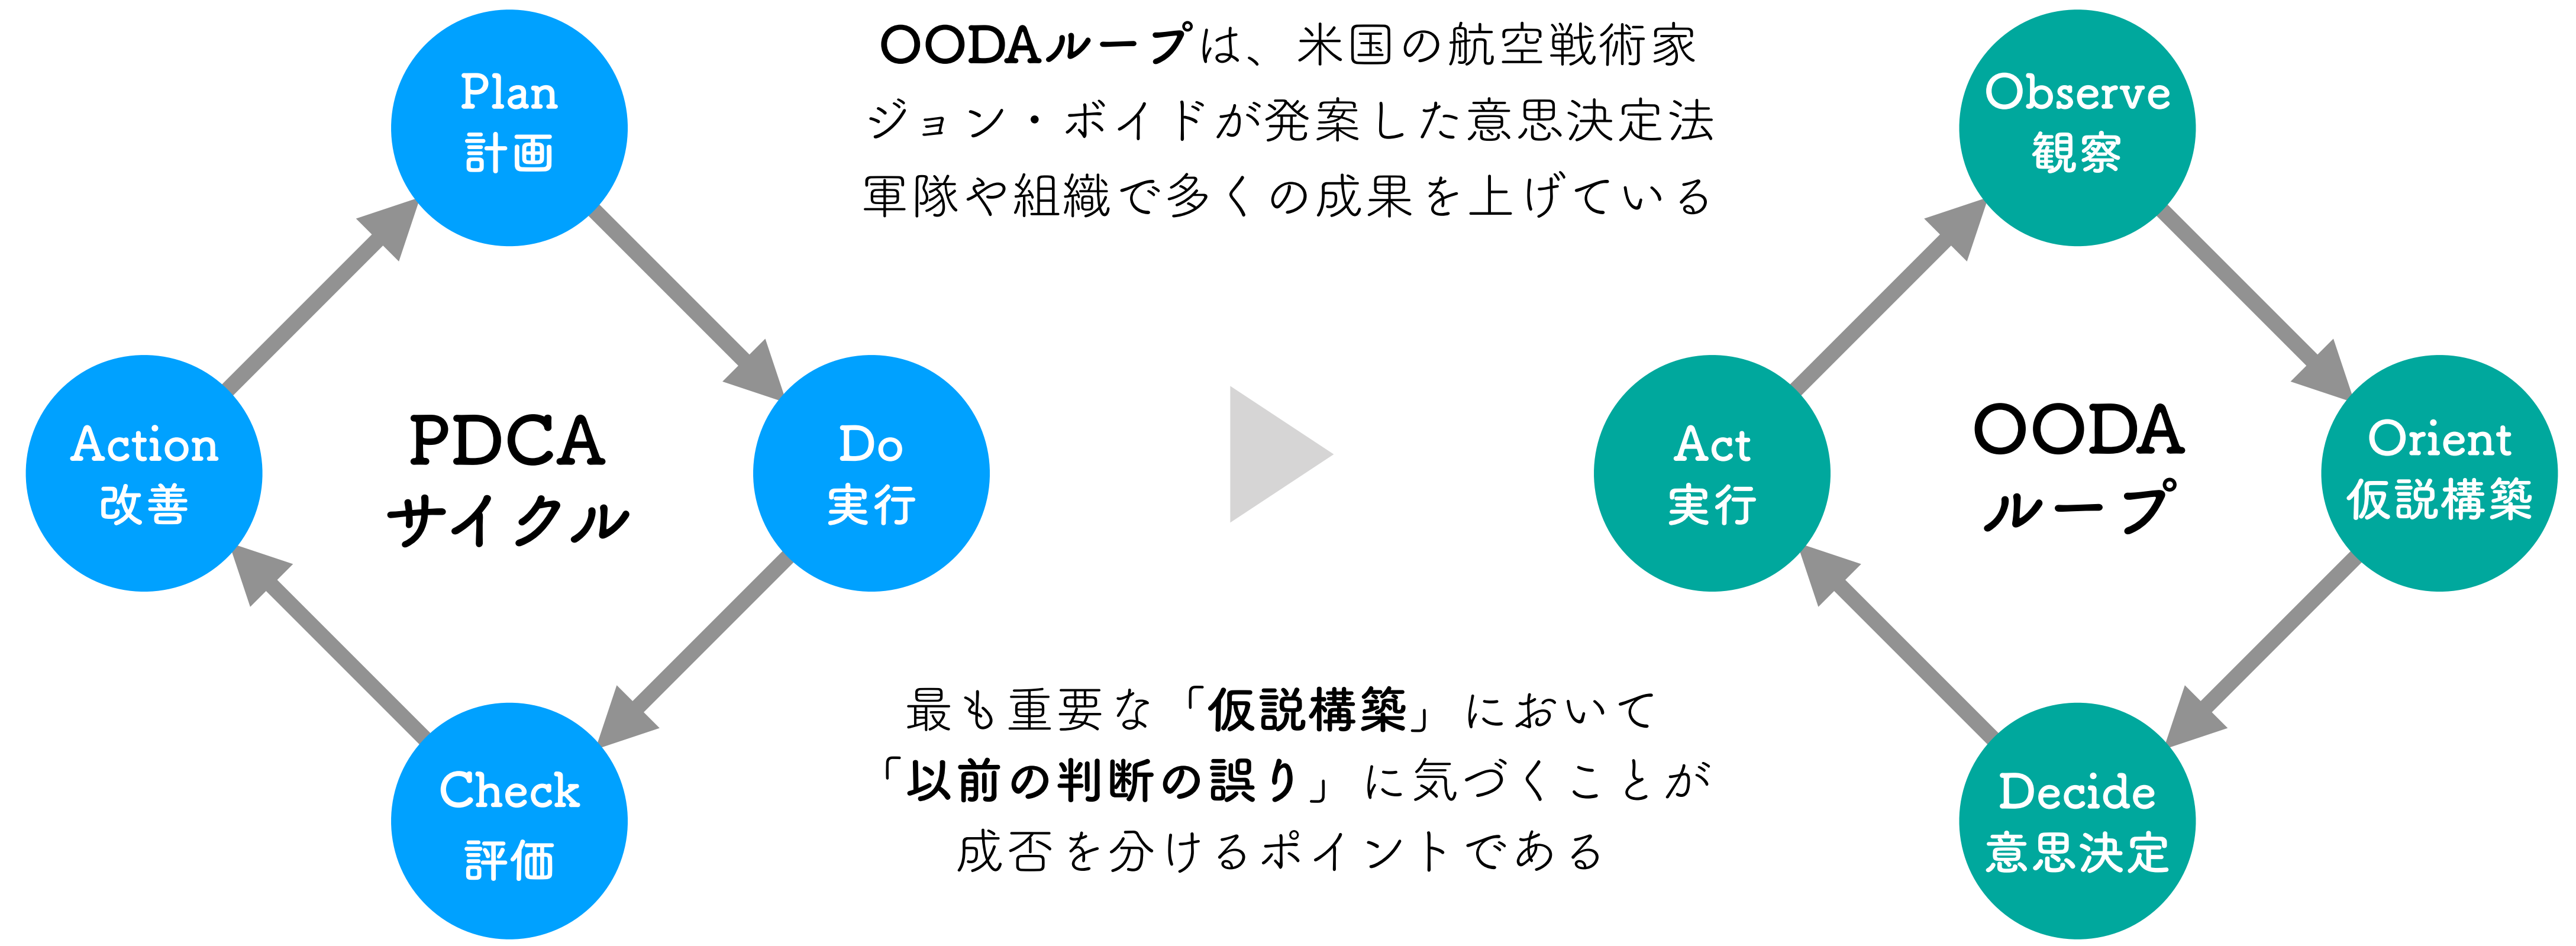 Plan
計画
Do
実行
Check
評価
Action
改善
PDCA
サイクル
OODAループは、米国の航空戦術家
ジョン・ボイドが発案した意思決定法
軍隊や組織で多くの成果を上げている
最も重要な「仮説構築」において
「以前の判断の誤り」に気づくことが
成否を分けるポイントである
Observe
観察
Orient
仮説構築
Decide
意思決定
Act
実行
OODA
ループ